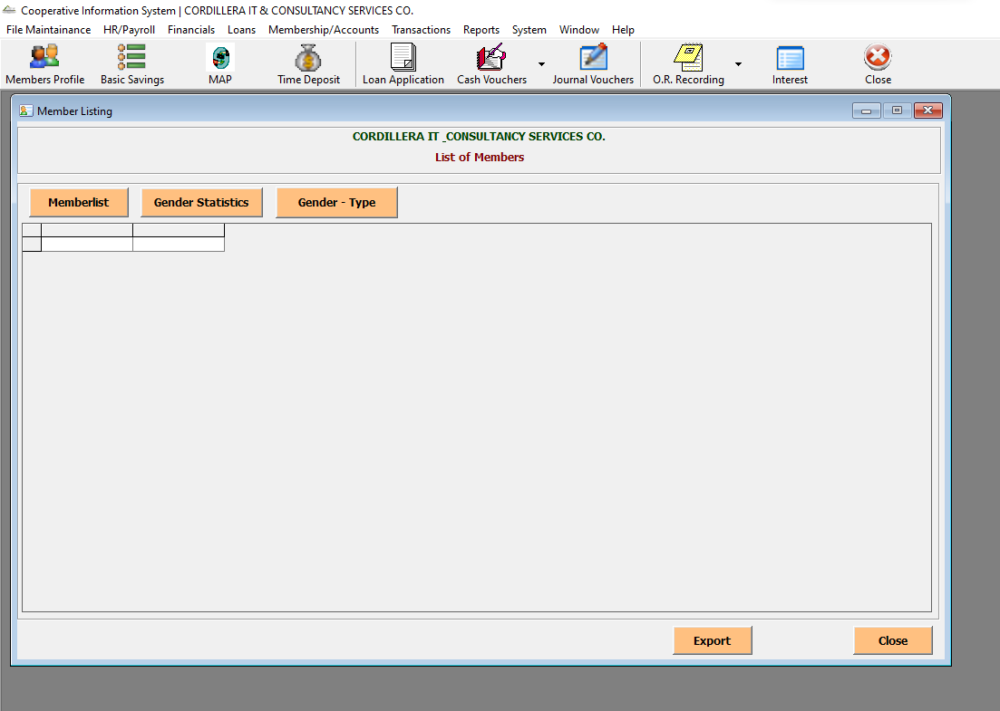 Cooperative Information System | CORDILLERA IT & CONSULTANCY SERVICES CO.
File Maintainance HR/Payroll Financials Loans Membership/Accounts Transactions Reports System Window Help
Members Profile Basic Savings MAP Time Deposit Loan Application Cash Vouchers Journal Vouchers O.R. Recording Interest Close
Member Listing
CORDILLERA IT _CONSULTANCY SERVICES CO.
List of Members
Memberlist Gender Statistics Gender - Type
Export Close